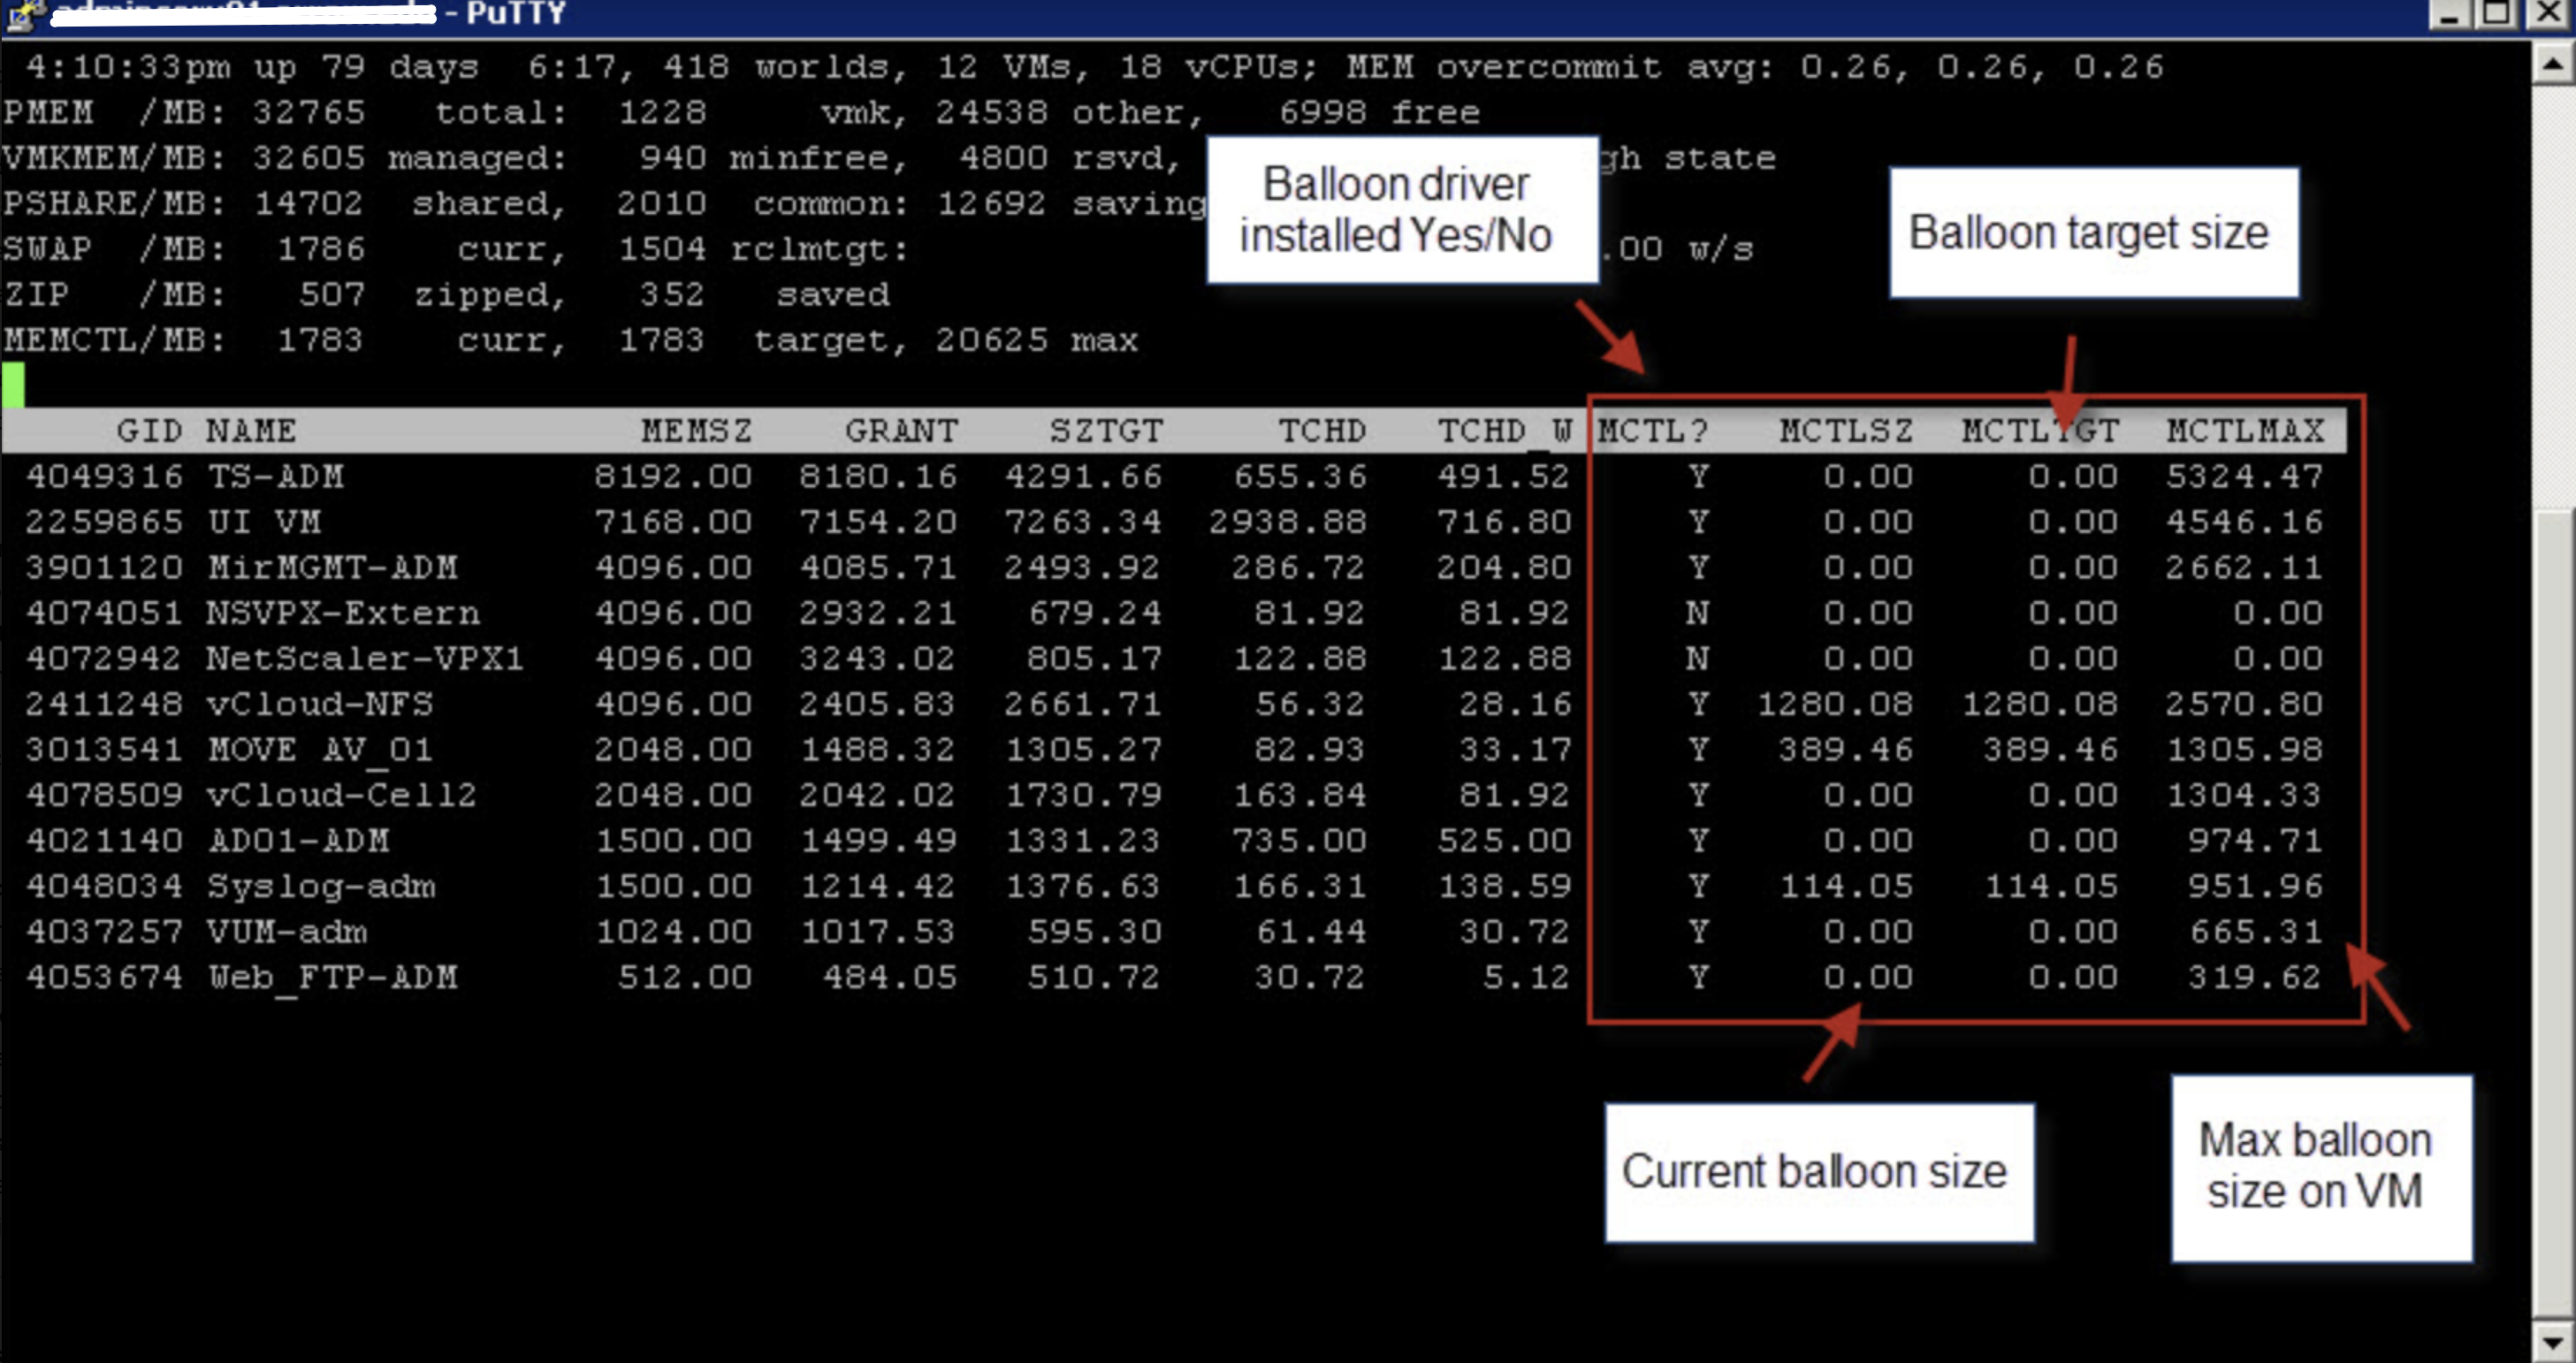 - PuTTY
4:10:33pm up 79 days  6:17, 418 worlds, 12 VMs, 18 vCPUs; MEM overcommit avg: 0.26, 0.26, 0.26
PMEM  /MB: 32765   total:  1228     vmk, 24538 other,   6998 free
VMKMEM/MB: 32605 managed:   940 minfree,  4800 rsvd, gh state
PSHARE/MB: 14702  shared,  2010  common: 12692 saving
SWAP  /MB:  1786    curr,  1504 rclmtgt: .00 w/s
ZIP   /MB:   507  zipped,   352   saved
MEMCTL/MB:  1783    curr,  1783  target, 20625 max
Balloon driver
installed Yes/No
Balloon target size
GID NAME MEMSZ GRANT SZTGT TCHD TCHD_W MCTL? MCTLSZ MCTLTGT MCTLMAX
4049316 TS-ADM 8192.00 8180.16 4291.66 655.36 491.52 Y 0.00 0.00 5324.47
2259865 UI VM 7168.00 7154.20 7263.34 2938.88 716.80 Y 0.00 0.00 4546.16
3901120 MirMGMT-ADM 4096.00 4085.71 2493.92 286.72 204.80 Y 0.00 0.00 2662.11
4074051 NSVPX-Extern 4096.00 2932.21 679.24 81.92 81.92 N 0.00 0.00 0.00
4072942 NetScaler-VPX1 4096.00 3243.02 805.17 122.88 122.88 N 0.00 0.00 0.00
2411248 vCloud-NFS 4096.00 2405.83 2661.71 56.32 28.16 Y 1280.08 1280.08 2570.80
3013541 MOVE AV_01 2048.00 1488.32 1305.27 82.93 33.17 Y 389.46 389.46 1305.98
4078509 vCloud-Cell2 2048.00 2042.02 1730.79 163.84 81.92 Y 0.00 0.00 1304.33
4021140 AD01-ADM 1500.00 1499.49 1331.23 735.00 525.00 Y 0.00 0.00 974.71
4048034 Syslog-adm 1500.00 1214.42 1376.63 166.31 138.59 Y 114.05 114.05 951.96
4037257 VUM-adm 1024.00 1017.53 595.30 61.44 30.72 Y 0.00 0.00 665.31
4053674 Web_FTP-ADM 512.00 484.05 510.72 30.72 5.12 Y 0.00 0.00 319.62
Current balloon size
Max balloon
size on VM